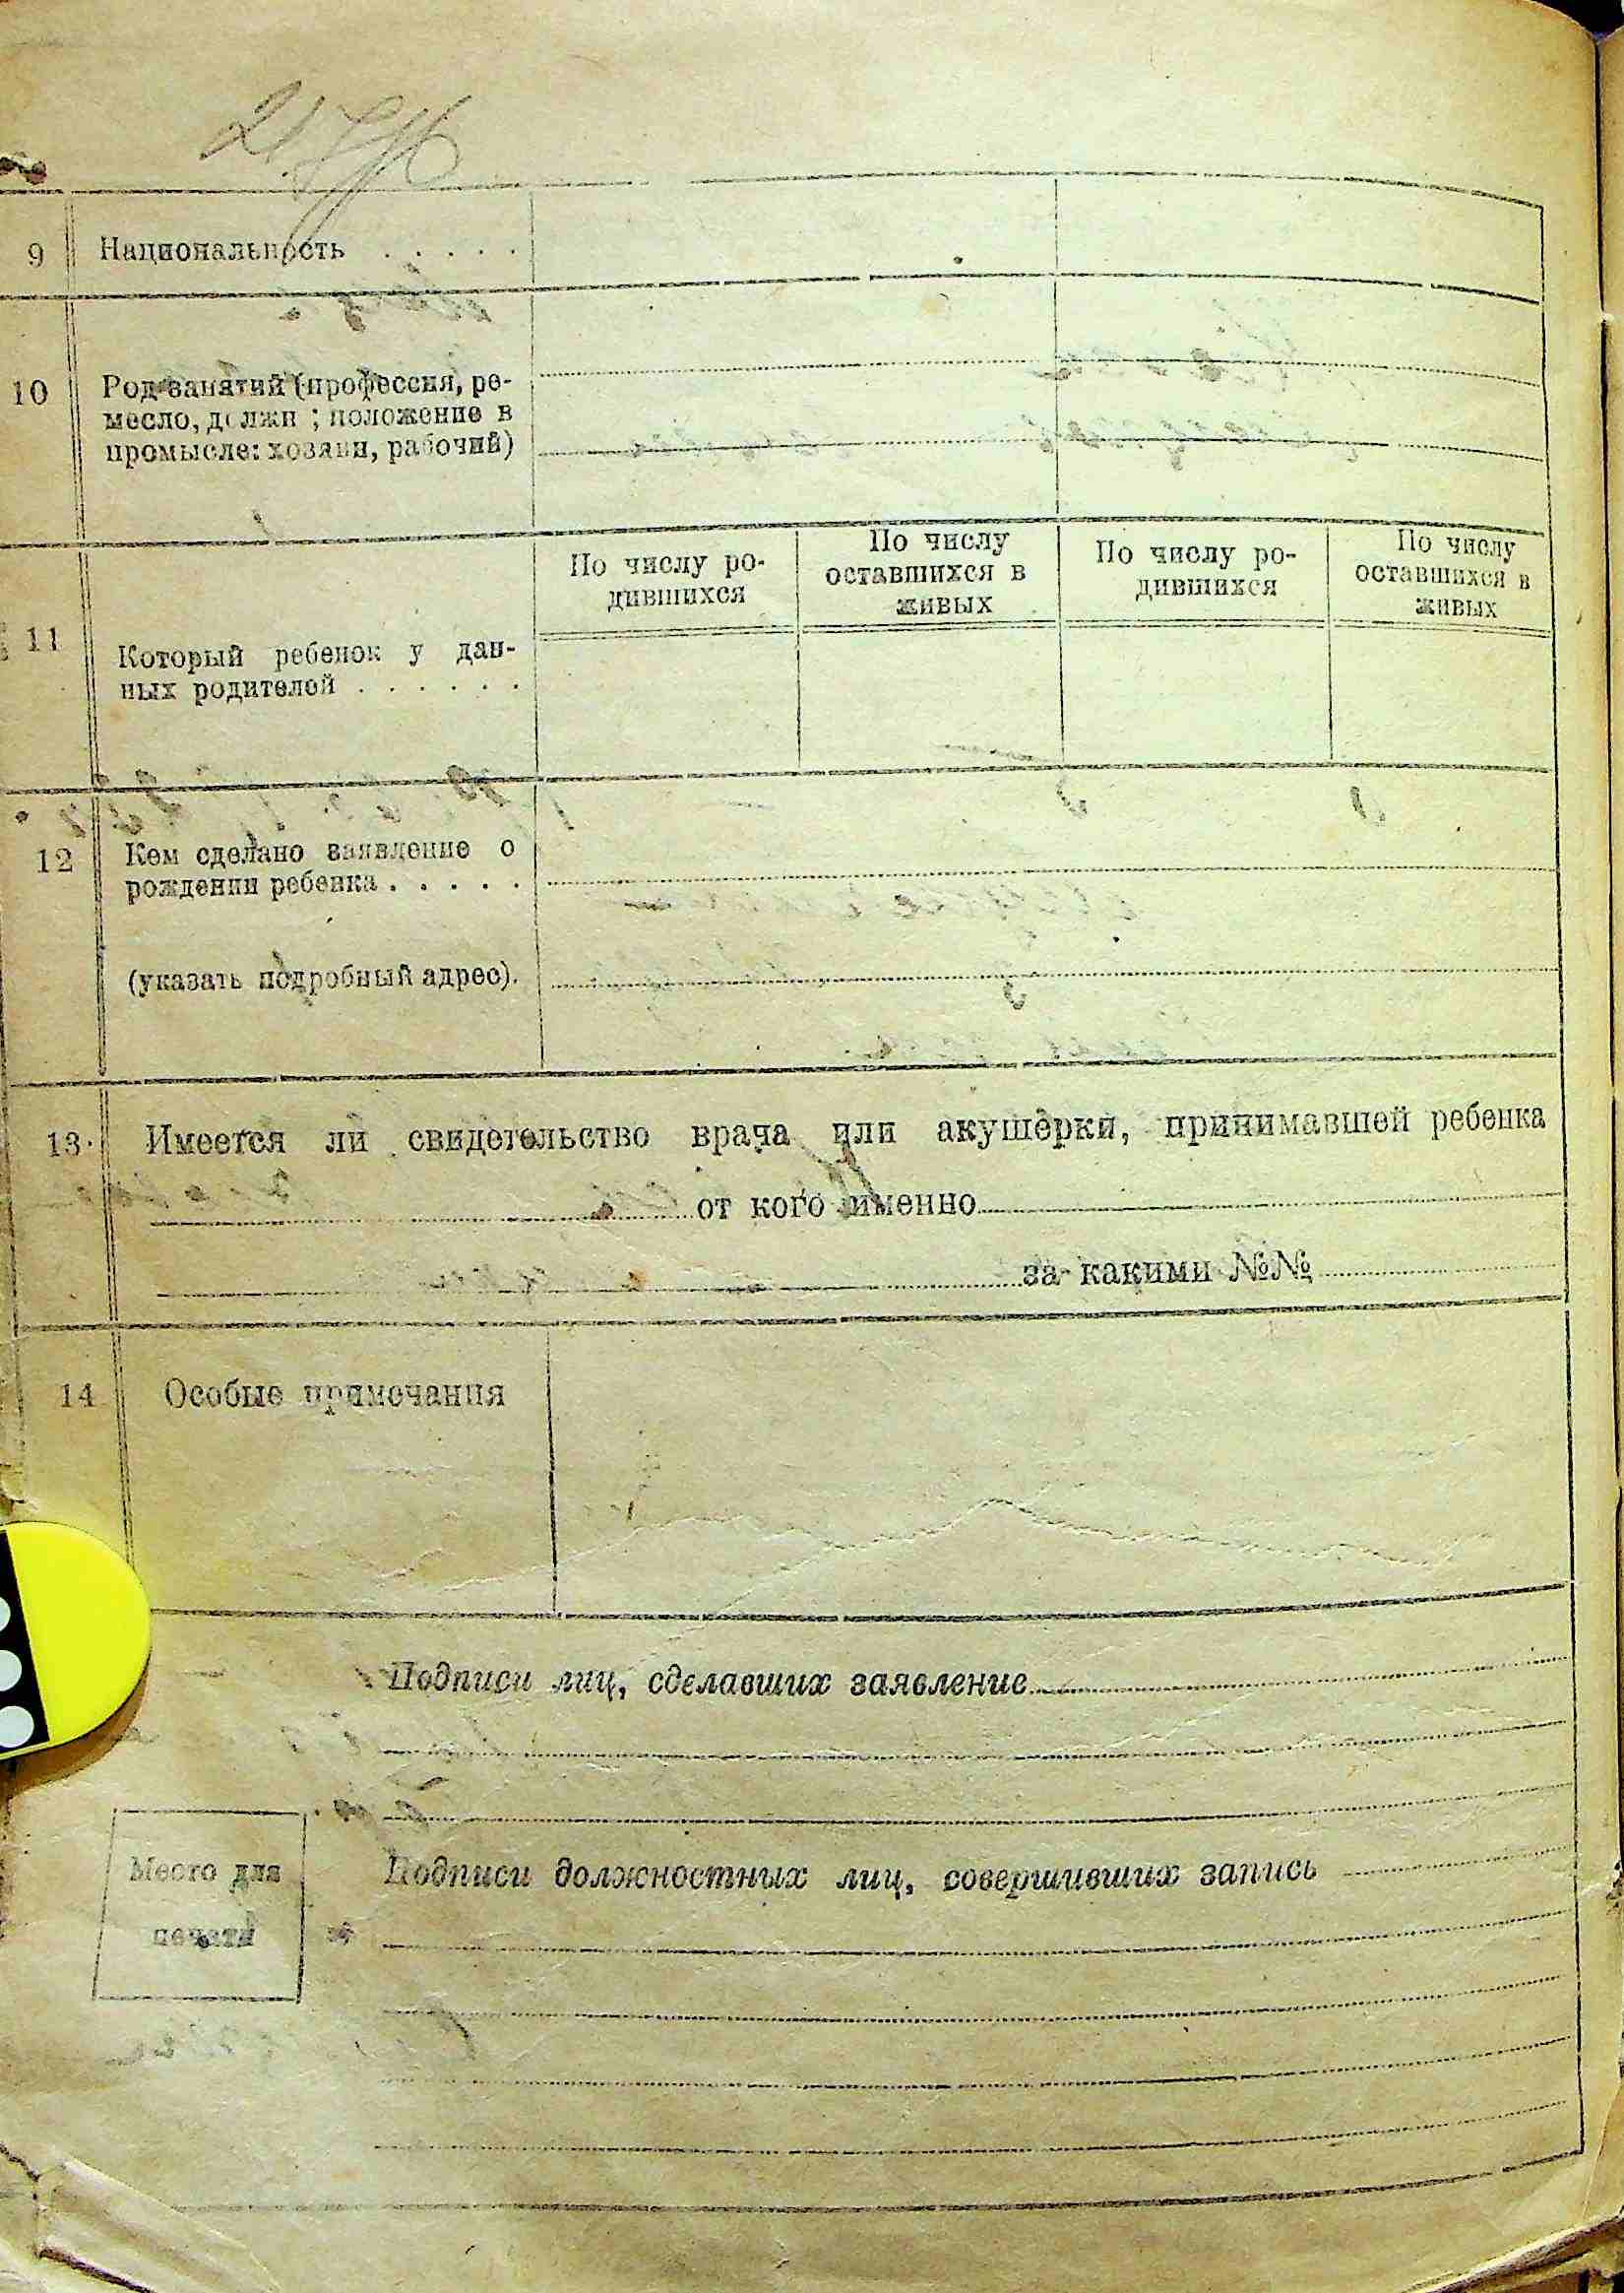 9 Национальность . . . . .
10 Род занятий (профессия, ре-
месло, должн ; положение в
промысле: хозяин, рабочий)
По числу ро-
дившихся
По числу
оставшихся в
живых
По числу ро-
дившихся
По числу
оставшихся в
живых
11 Который ребенок у дан-
ных родителей . . . . . .
12 Кем сделано заявление о
рождении ребенка . . . . .
(указать подробный адрес).
13. Имеется ли свидетельство врача или акушерки, принимавшей ребенка
от кого именно
за какими №№
14 Особые примечания
Подписи лиц, сделавших заявление
Место для
печати
Подписи должностных лиц, совершивших запись